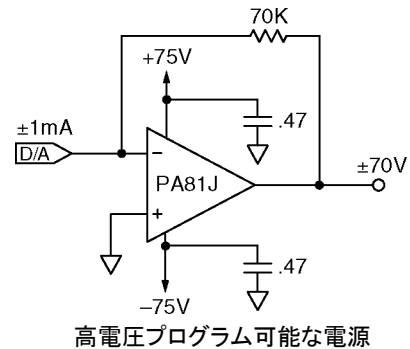 70K
+75V
.47
±1mA
D/A
−
PA81J
+
±70V
.47
–75V
高電圧プログラム可能な電源